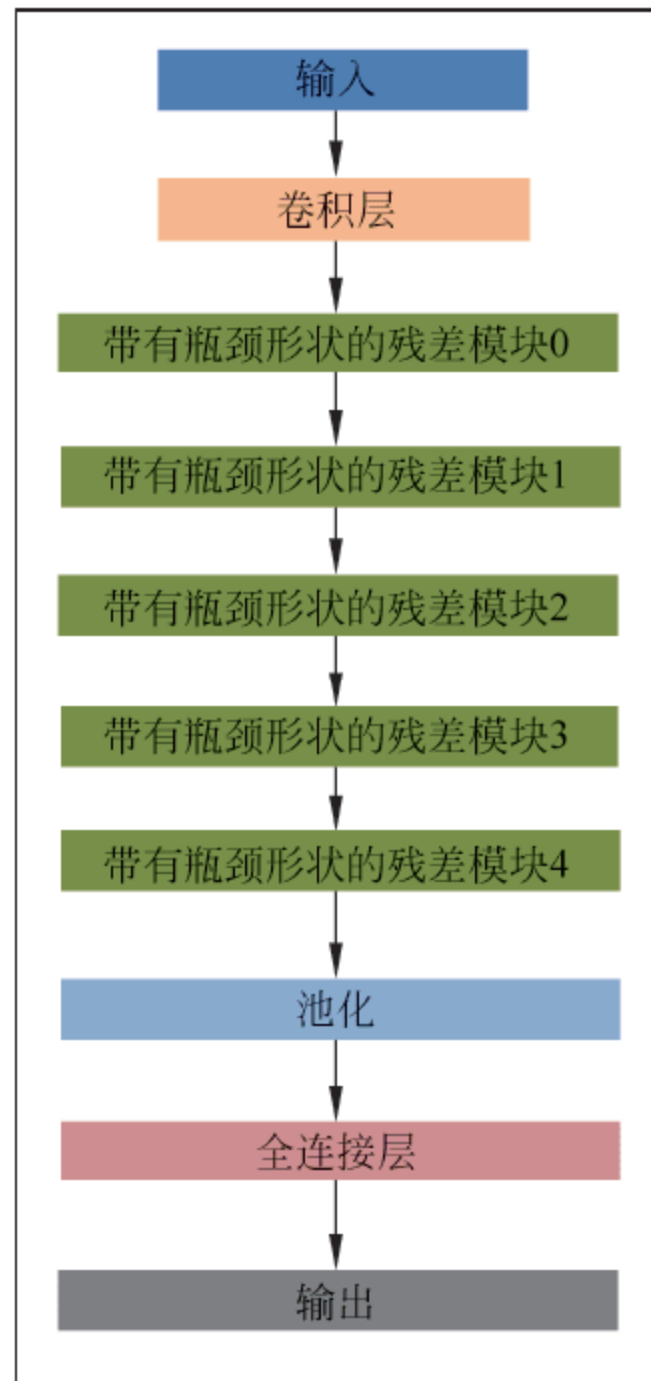 输入
卷积层
带有瓶颈形状的残差模块0
带有瓶颈形状的残差模块1
带有瓶颈形状的残差模块2
带有瓶颈形状的残差模块3
带有瓶颈形状的残差模块4
池化
全连接层
输出